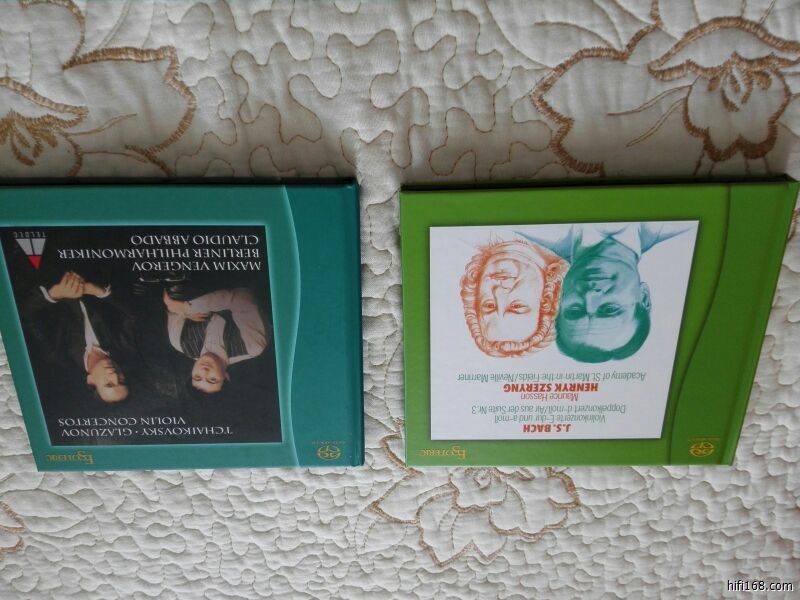 ESOTERIC
TCHAIKOVSKY · GLAZUNOV
VIOLIN CONCERTOS
MAXIM VENGEROV
BERLINER PHILHARMONIKER
CLAUDIO ABBADO
TELDEC
ESOTERIC
J.S. BACH
Violinkonzerte E-dur und a-moll
Doppelkonzert d-moll/Air aus der Suite Nr.3
Maurice Hasson
HENRYK SZERYNG
Academy of St. Martin-in-the-Fields/Neville Marriner
hifi168.com